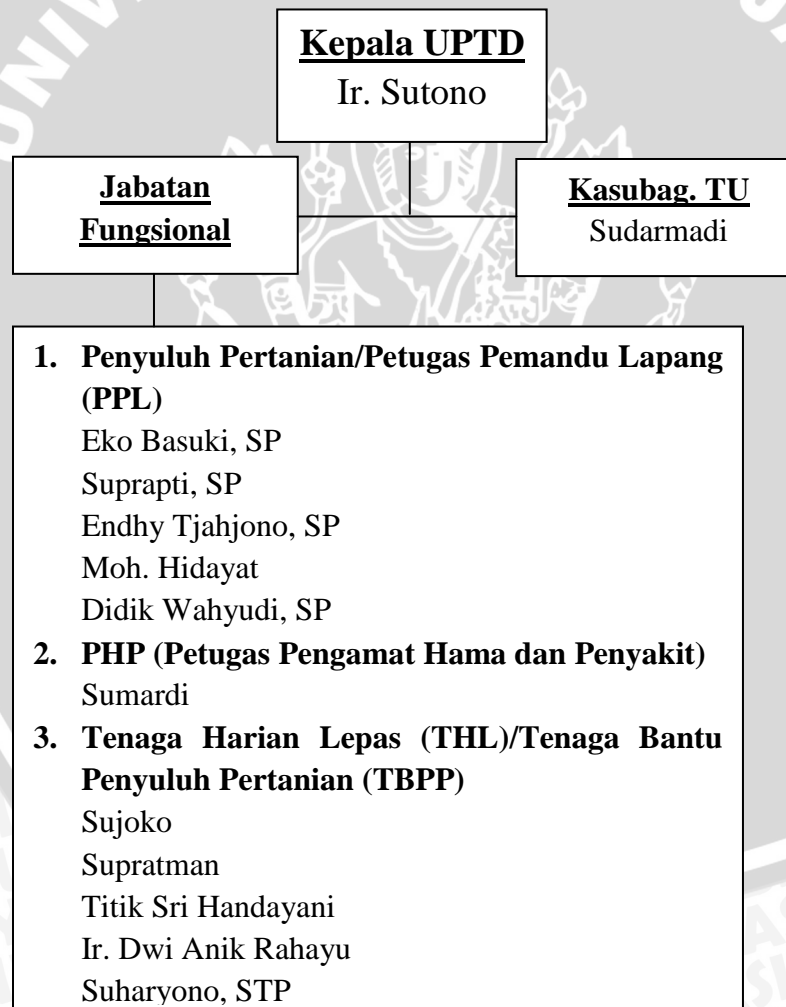 Kepala UPTD
Ir. Sutono
Jabatan
Fungsional
Kasubag. TU
Sudarmadi
1. Penyuluh Pertanian/Petugas Pemandu Lapang
(PPL)
Eko Basuki, SP
Suprapti, SP
Endhy Tjahjono, SP
Moh. Hidayat
Didik Wahyudi, SP
2. PHP (Petugas Pengamat Hama dan Penyakit)
Sumardi
3. Tenaga Harian Lepas (THL)/Tenaga Bantu
Penyuluh Pertanian (TBPP)
Sujoko
Supratman
Titik Sri Handayani
Ir. Dwi Anik Rahayu
Suharyono, STP